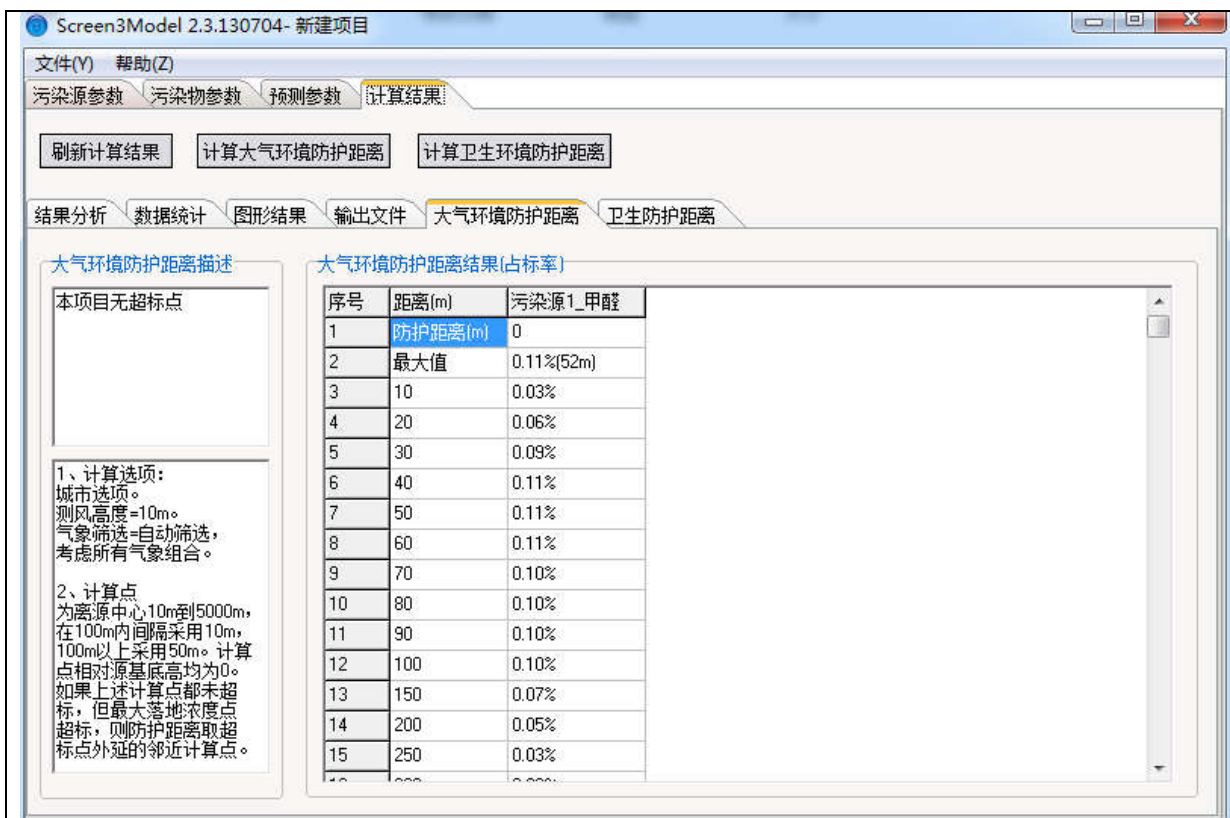 Screen3Model 2.3.130704- 新建项目
文件(Y) 帮助(Z)
污染源参数 污染物参数 预测参数 计算结果
刷新计算结果 计算大气环境防护距离 计算卫生环境防护距离
结果分析 数据统计 图形结果 输出文件 大气环境防护距离 卫生防护距离
大气环境防护距离描述
本项目无超标点
1、计算选项：
城市选项。
测风高度=10m。
气象筛选=自动筛选，
考虑所有气象组合。
2、计算点
为离源中心10m到5000m，
在100m内间隔采用10m，
100m以上采用50m。计算
点相对源基底高均为0。
如果上述计算点都未超
标，但最大落地浓度点
超标，则防护距离取超
标点外延的邻近计算点。
大气环境防护距离结果(占标率)
序号 距离(m) 污染源1_甲醛
1 防护距离(m) 0
2 最大值 0.11%(52m)
3 10 0.03%
4 20 0.06%
5 30 0.09%
6 40 0.11%
7 50 0.11%
8 60 0.11%
9 70 0.10%
10 80 0.10%
11 90 0.10%
12 100 0.10%
13 150 0.07%
14 200 0.05%
15 250 0.03%